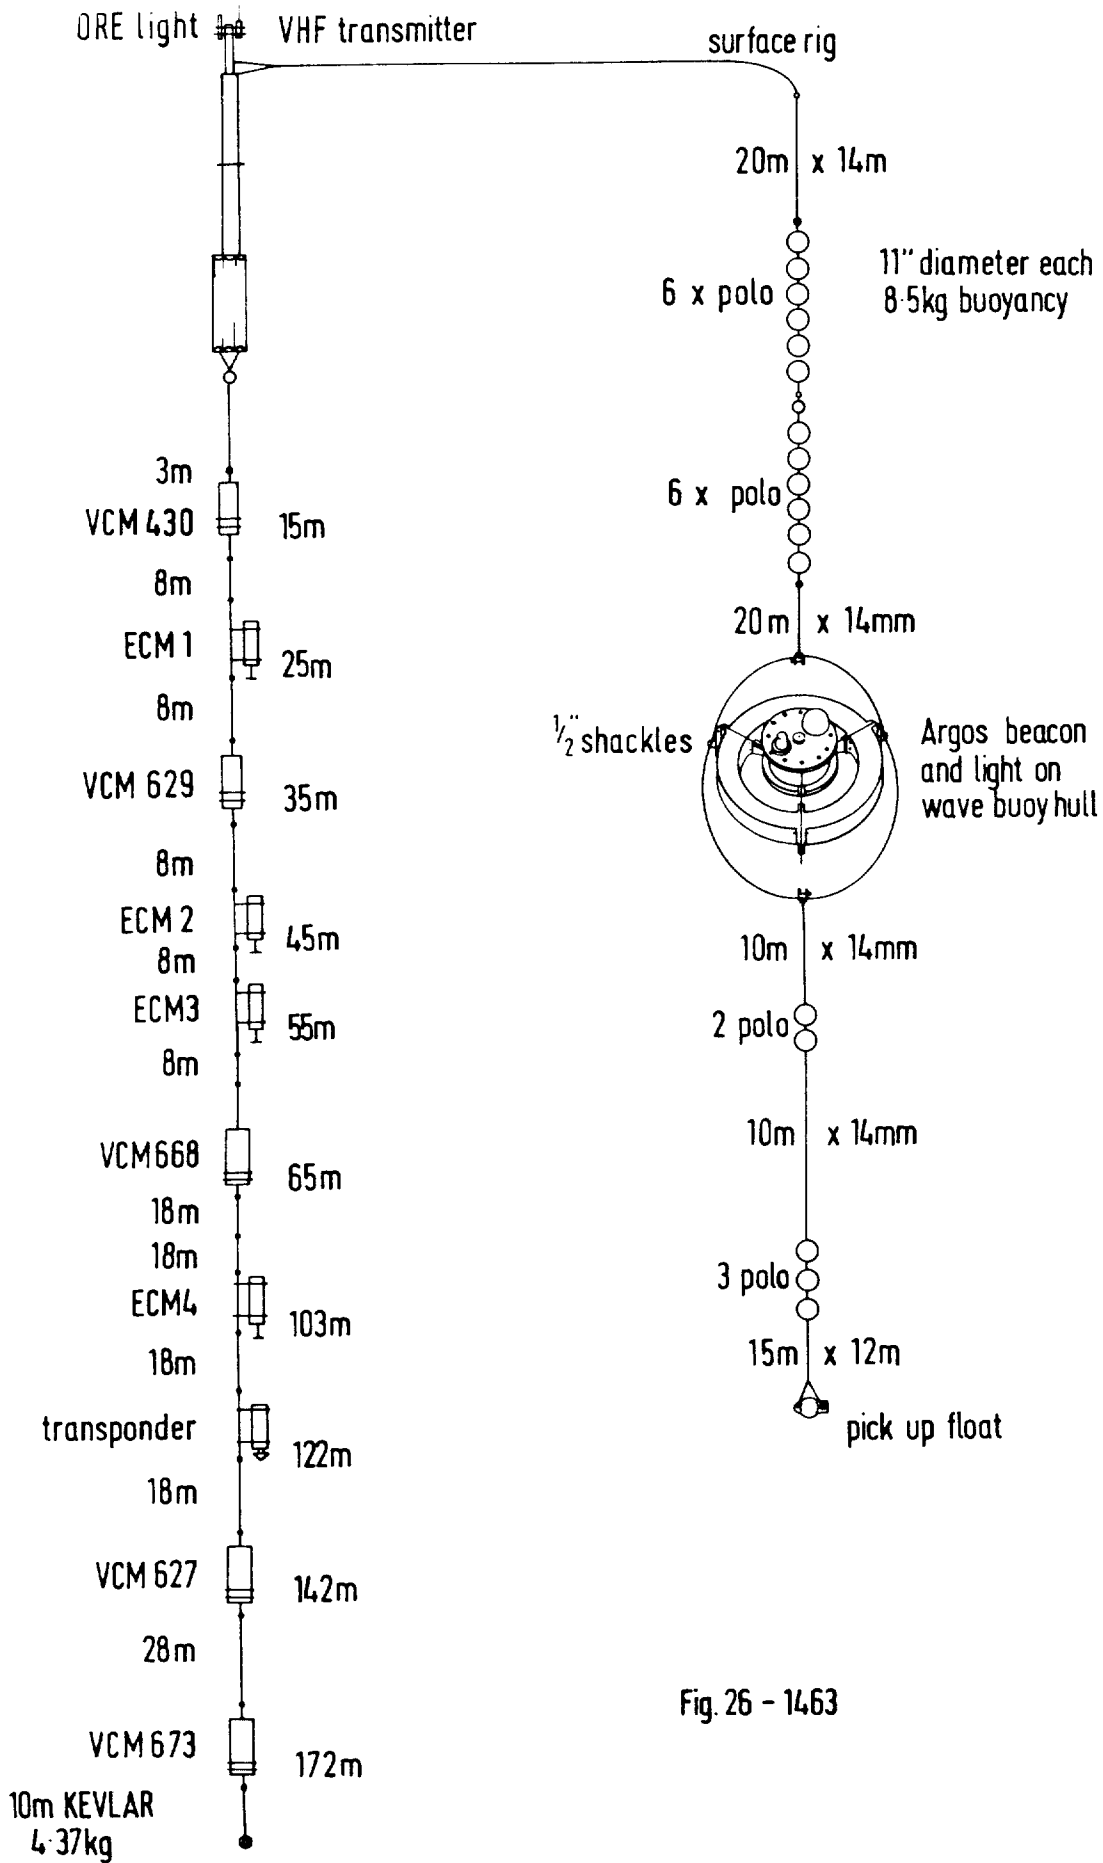 ORE light
VHF transmitter
surface rig
20m x 14m
6 x polo
11" diameter each
8·5kg buoyancy
6 x polo
20m x 14mm
1/2" shackles
Argos beacon
and light on
wave buoy hull
10m x 14mm
2 polo
10m x 14mm
3 polo
15m x 12m
pick up float
3m
VCM 430
15m
8m
ECM 1
25m
8m
VCM 629
35m
8m
ECM 2
45m
8m
ECM3
55m
8m
VCM668
65m
18m
18m
ECM4
103m
18m
transponder
122m
18m
VCM 627
142m
28m
VCM 673
172m
10m KEVLAR
4·37kg
Fig. 26 - 1463